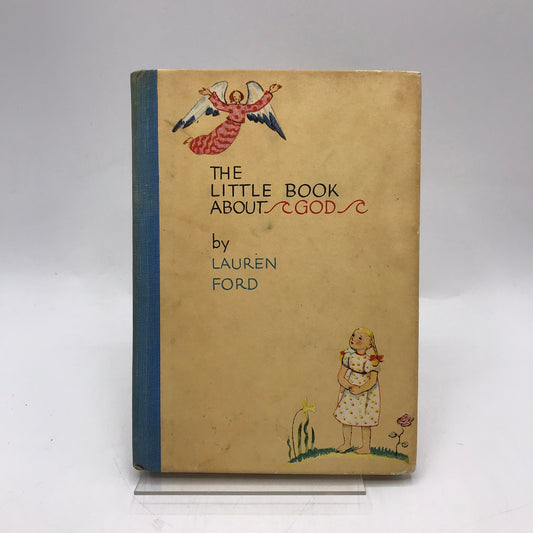 THE
LITTLE BOOK
ABOUT GOD
by
LAUREN
FORD